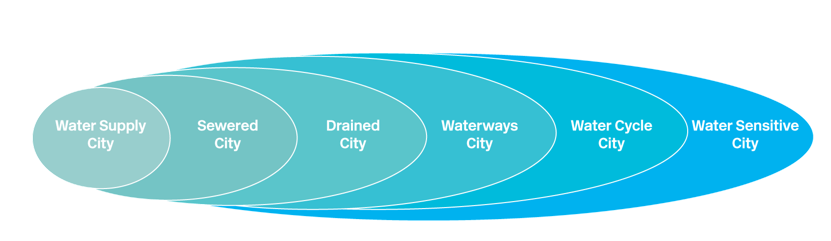 Water Supply
City
Sewered
City
Drained
City
Waterways
City
Water Cycle
City
Water Sensitive
City